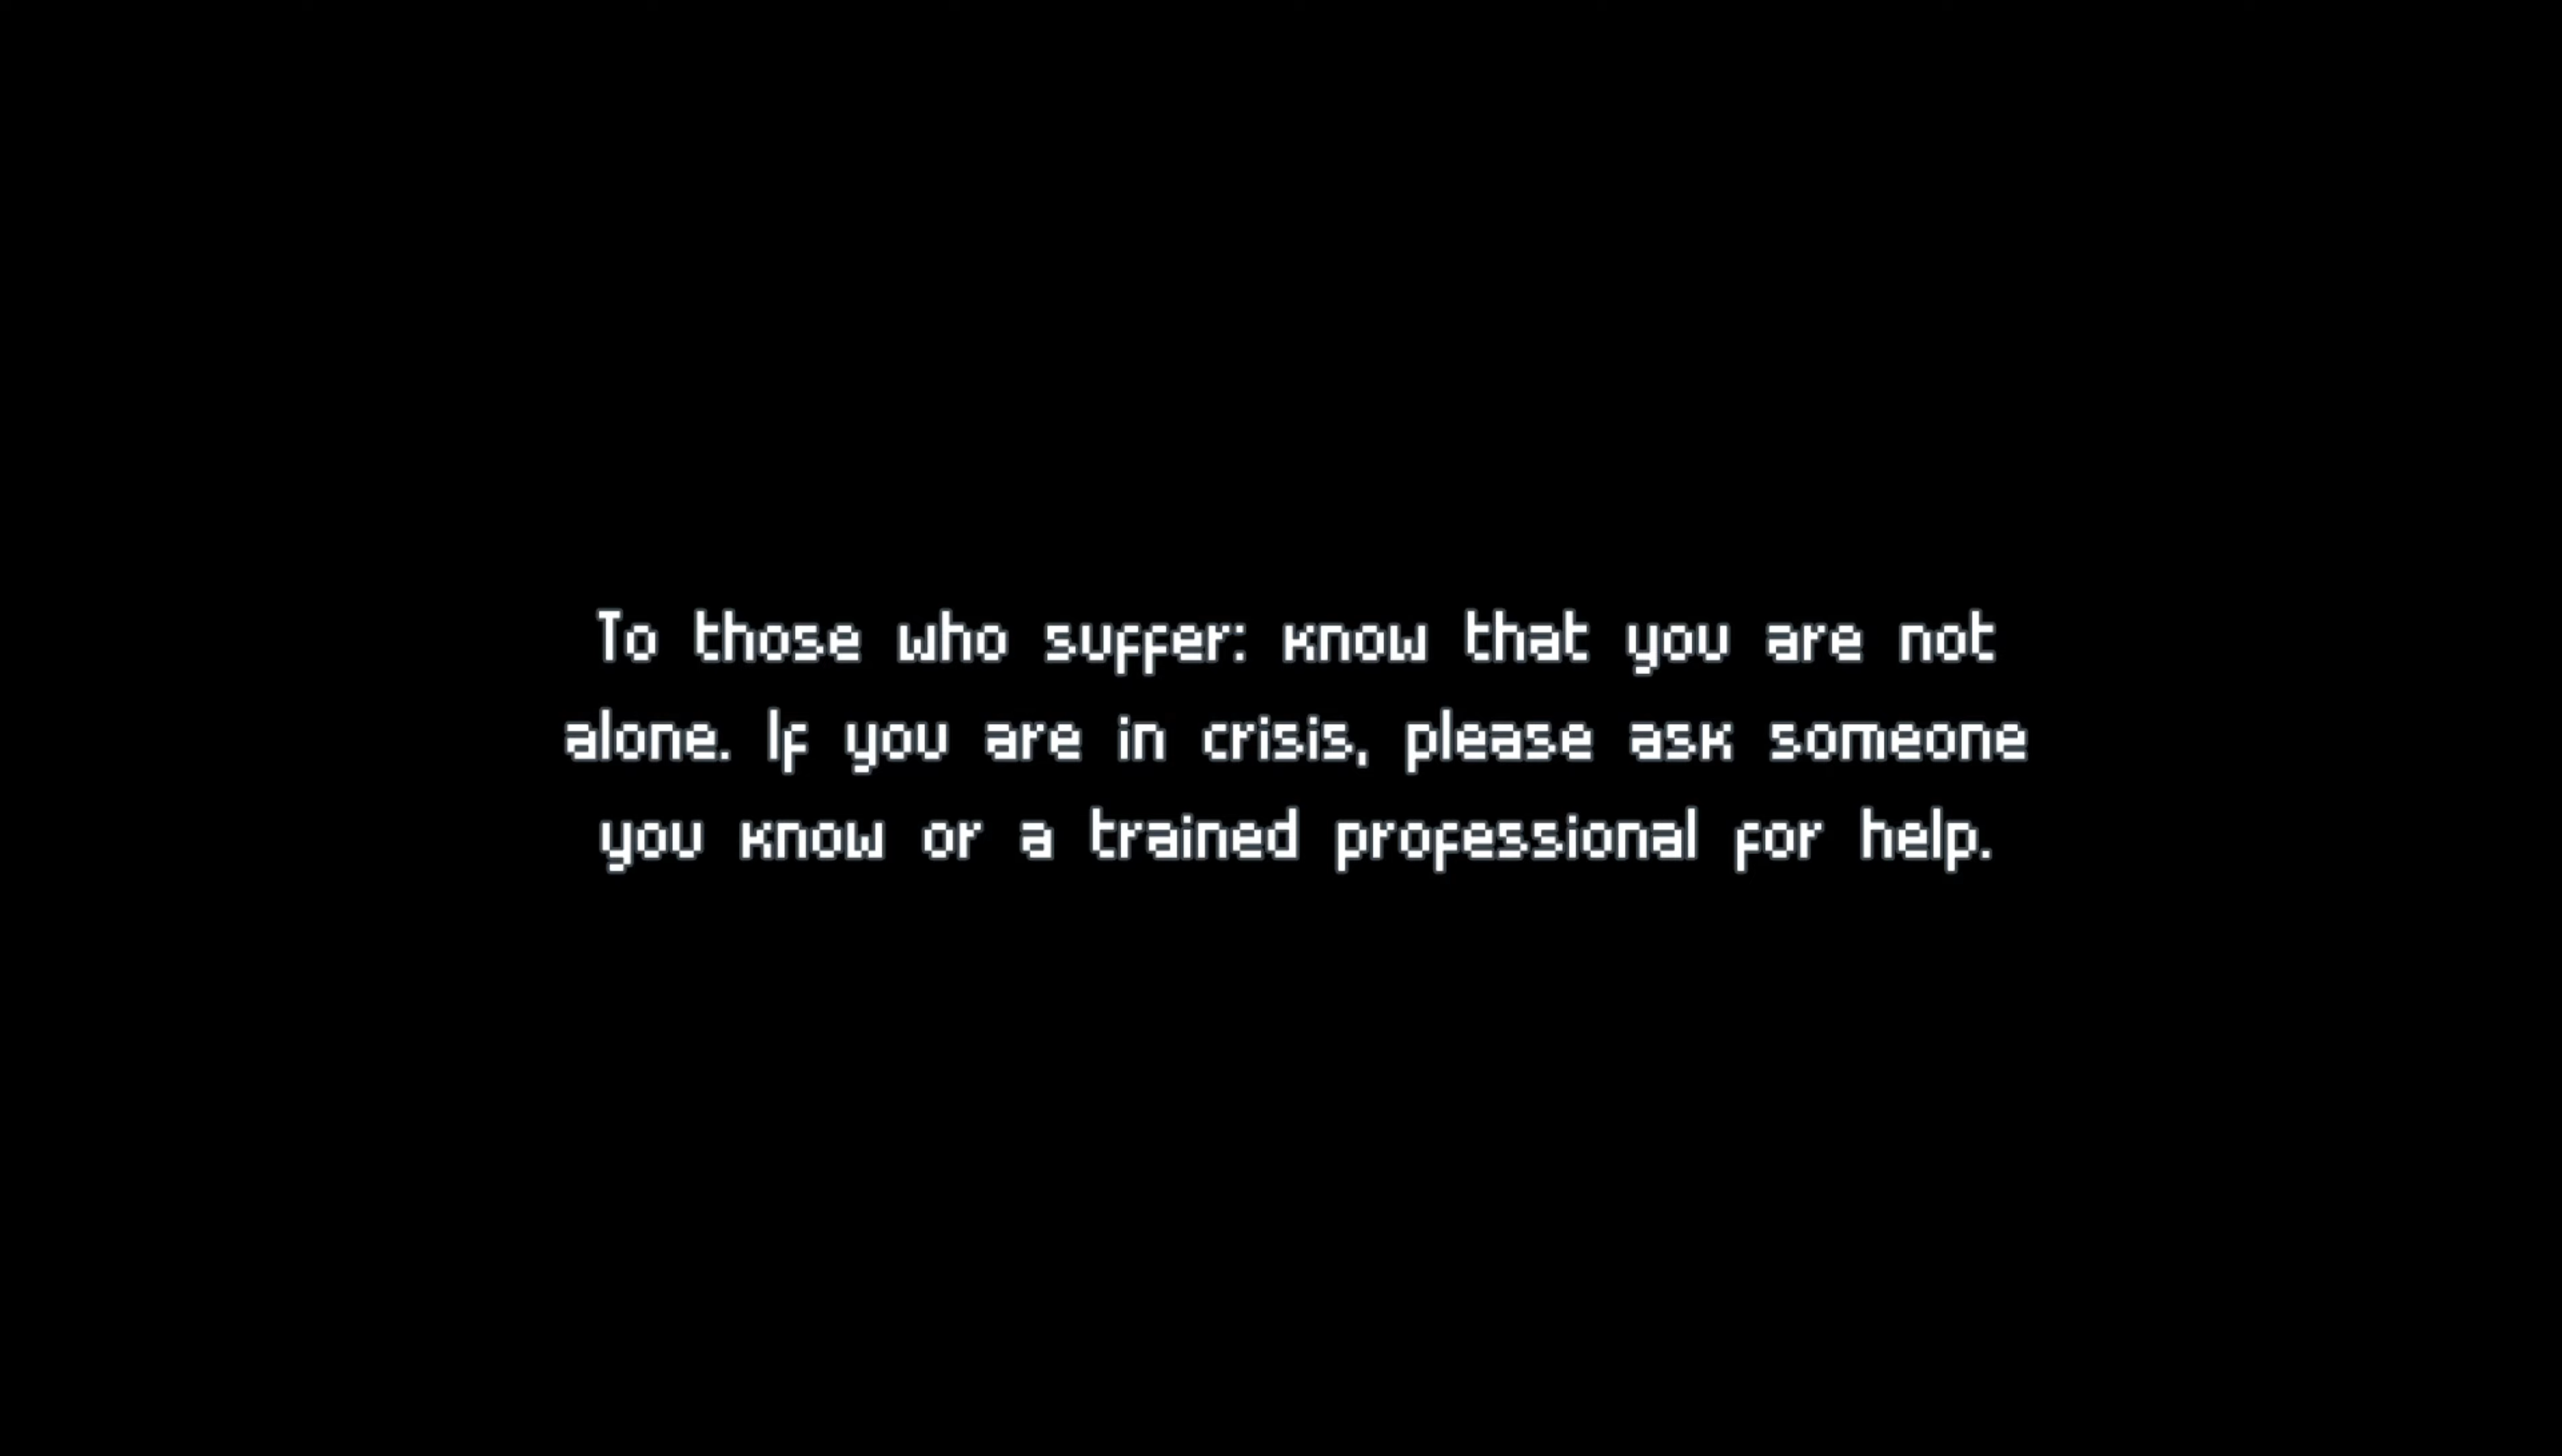 To those who suffer: know that you are not
alone. If you are in crisis, please ask someone
you know or a trained professional for help.